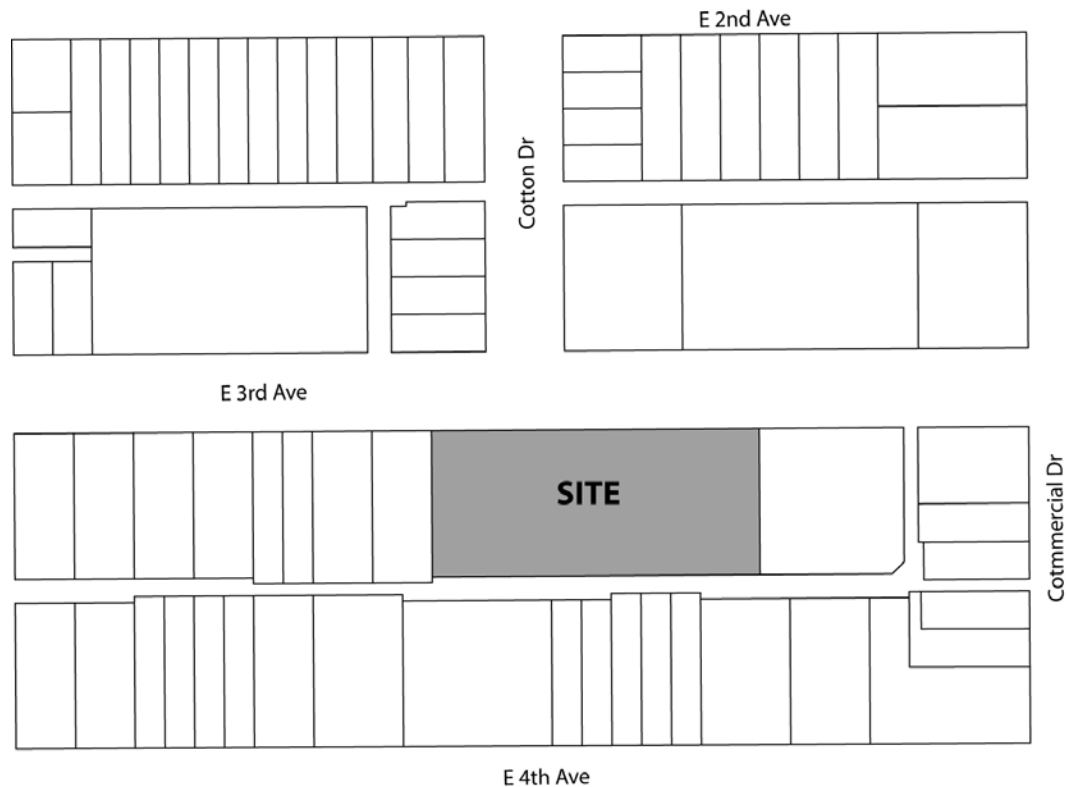 E 2nd Ave
Cotton Dr
E 3rd Ave
SITE
Cotmmercial Dr
E 4th Ave